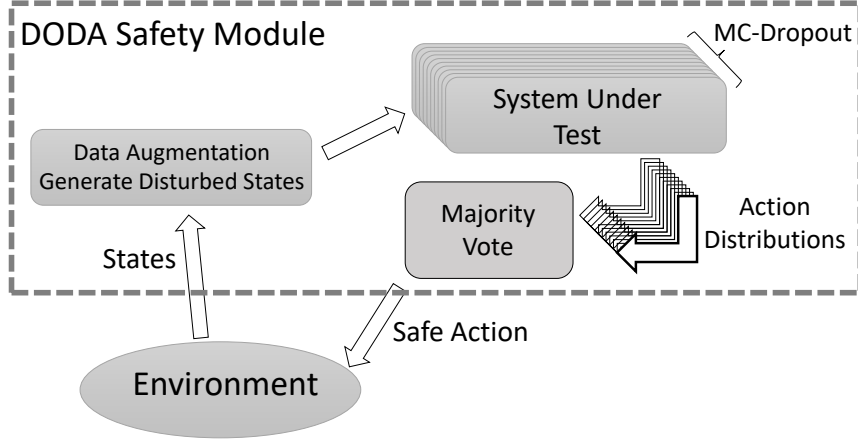 DODA Safety Module
MC-Dropout
System Under
Test
Data Augmentation
Generate Disturbed States
Majority
Vote
Action
Distributions
States
Safe Action
Environment